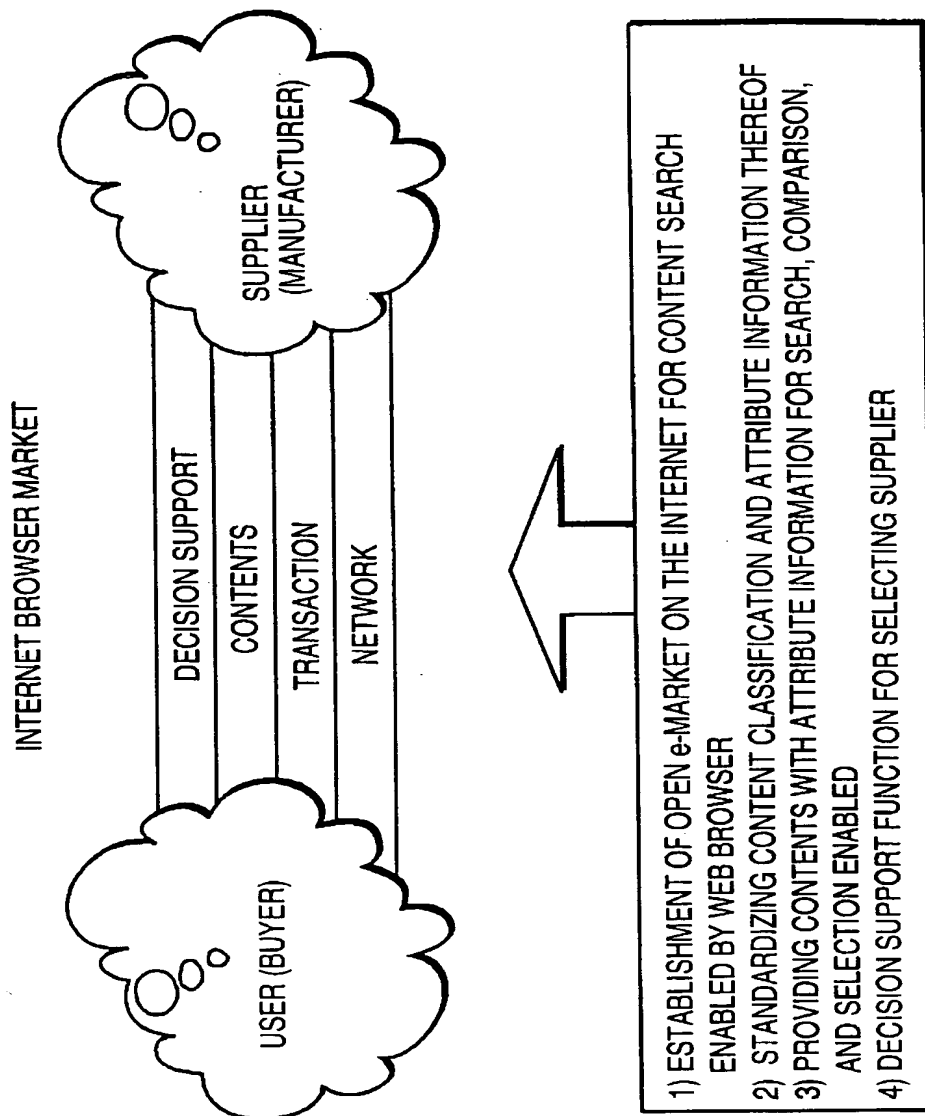 INTERNET BROWSER MARKET
USER (BUYER)
DECISION SUPPORT
CONTENTS
TRANSACTION
NETWORK
SUPPLIER
(MANUFACTURER)
1) ESTABLISHMENT OF OPEN e-MARKET ON THE INTERNET FOR CONTENT SEARCH
ENABLED BY WEB BROWSER
2) STANDARDIZING CONTENT CLASSIFICATION AND ATTRIBUTE INFORMATION THEREOF
3) PROVIDING CONTENTS WITH ATTRIBUTE INFORMATION FOR SEARCH, COMPARISON,
AND SELECTION ENABLED
4) DECISION SUPPORT FUNCTION FOR SELECTING SUPPLIER